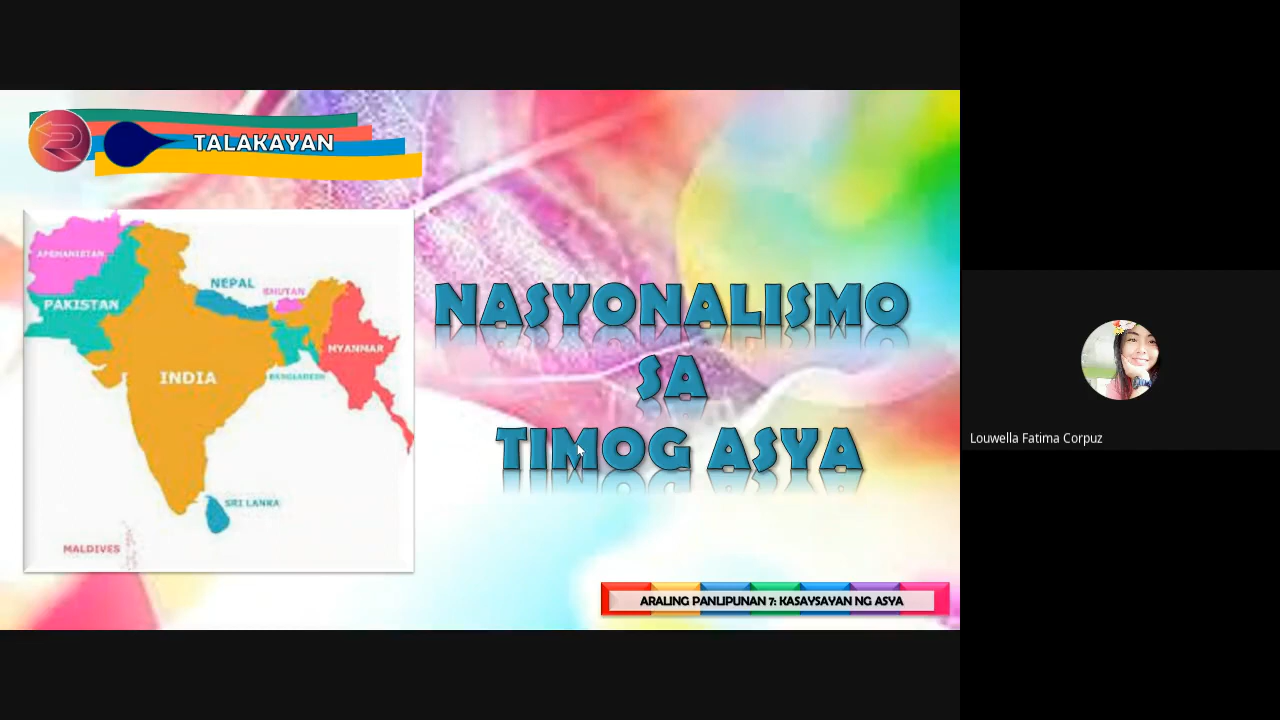 TALAKAYAN
AFGHANISTAN
PAKISTAN
NEPAL
BHUTAN
MYANMAR
INDIA
BANGLADESH
SRI LANKA
MALDIVES
NASYONALISMO
SA
TIMOG ASYA
ARALING PANLIPUNAN 7: KASAYSAYAN NG ASYA
Louwella Fatima Corpuz